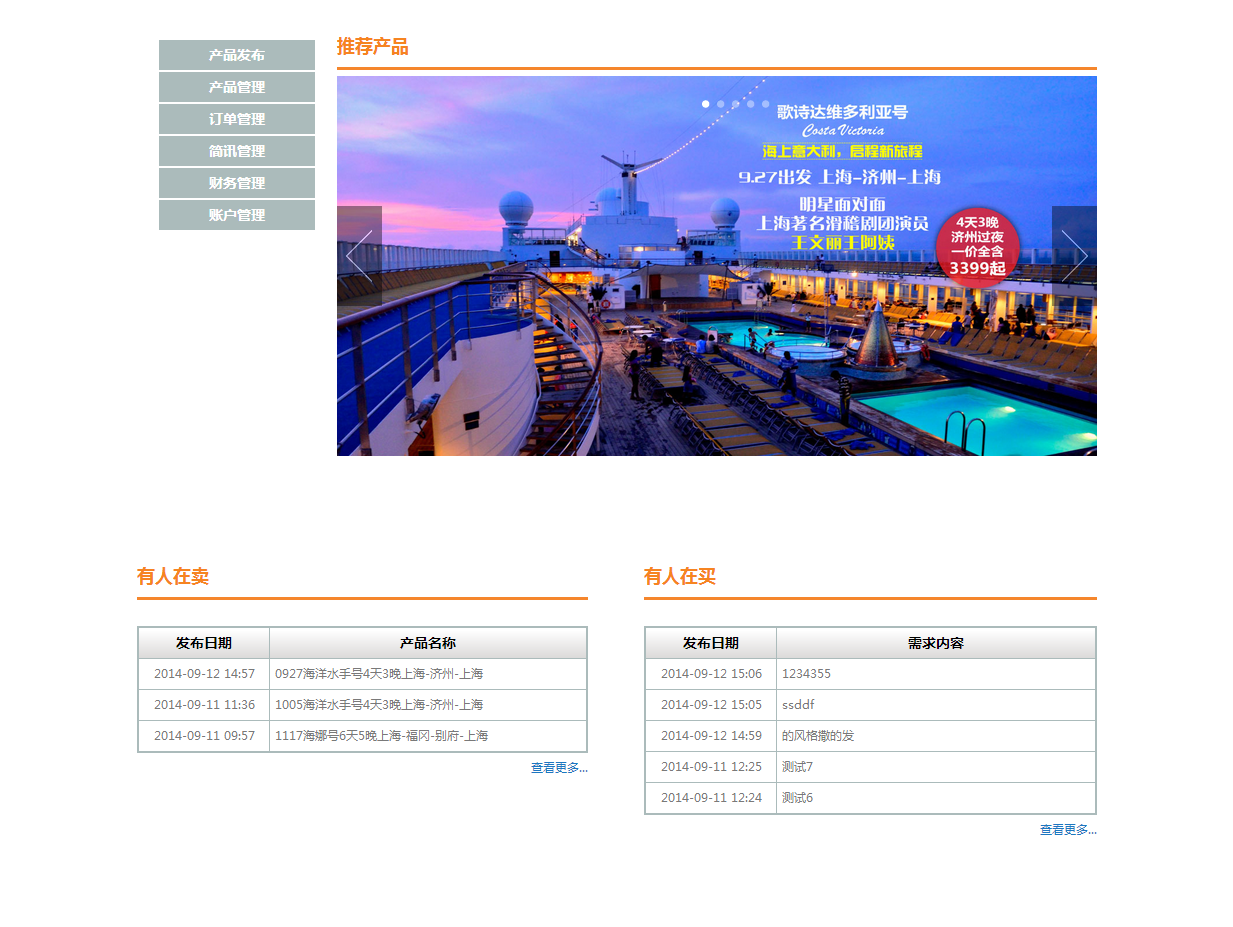 产品发布
产品管理
订单管理
简讯管理
财务管理
账户管理
推荐产品
歌诗达维多利亚号
Costa Victoria
海上意大利，启程新旅程
9.27出发 上海-济州-上海
明星面对面
上海著名滑稽剧团演员
王文丽王阿姨
4天3晚
济州过夜
一价全含
3399起
有人在卖
发布日期 产品名称
2014-09-12 14:57 0927海洋水手号4天3晚上海-济州-上海
2014-09-11 11:36 1005海洋水手号4天3晚上海-济州-上海
2014-09-11 09:57 1117海娜号6天5晚上海-福冈-别府-上海
查看更多...
有人在买
发布日期 需求内容
2014-09-12 15:06 1234355
2014-09-12 15:05 ssddf
2014-09-12 14:59 的风格撒的发
2014-09-11 12:25 测试7
2014-09-11 12:24 测试6
查看更多...